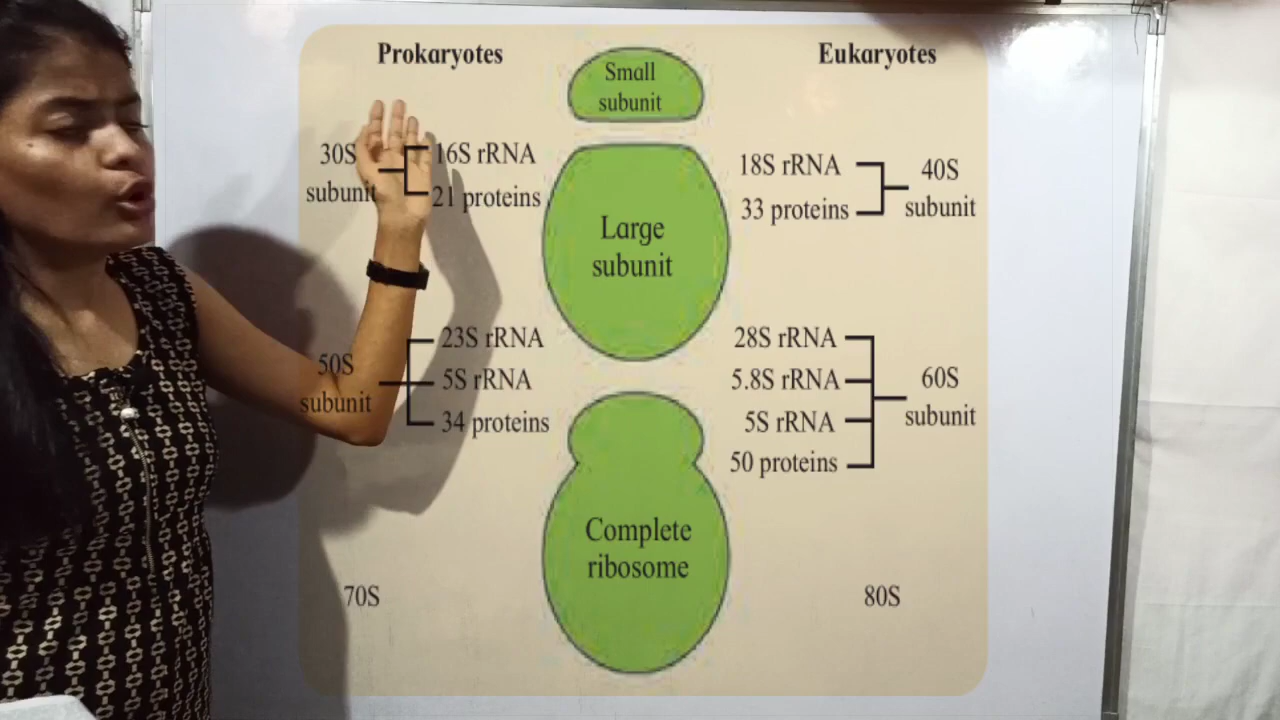 Prokaryotes
Eukaryotes
Small
subunit
30S
subunit
16S rRNA
21 proteins
18S rRNA
33 proteins
40S
subunit
Large
subunit
50S
subunit
23S rRNA
5S rRNA
34 proteins
28S rRNA
5.8S rRNA
5S rRNA
50 proteins
60S
subunit
Complete
ribosome
70S
80S